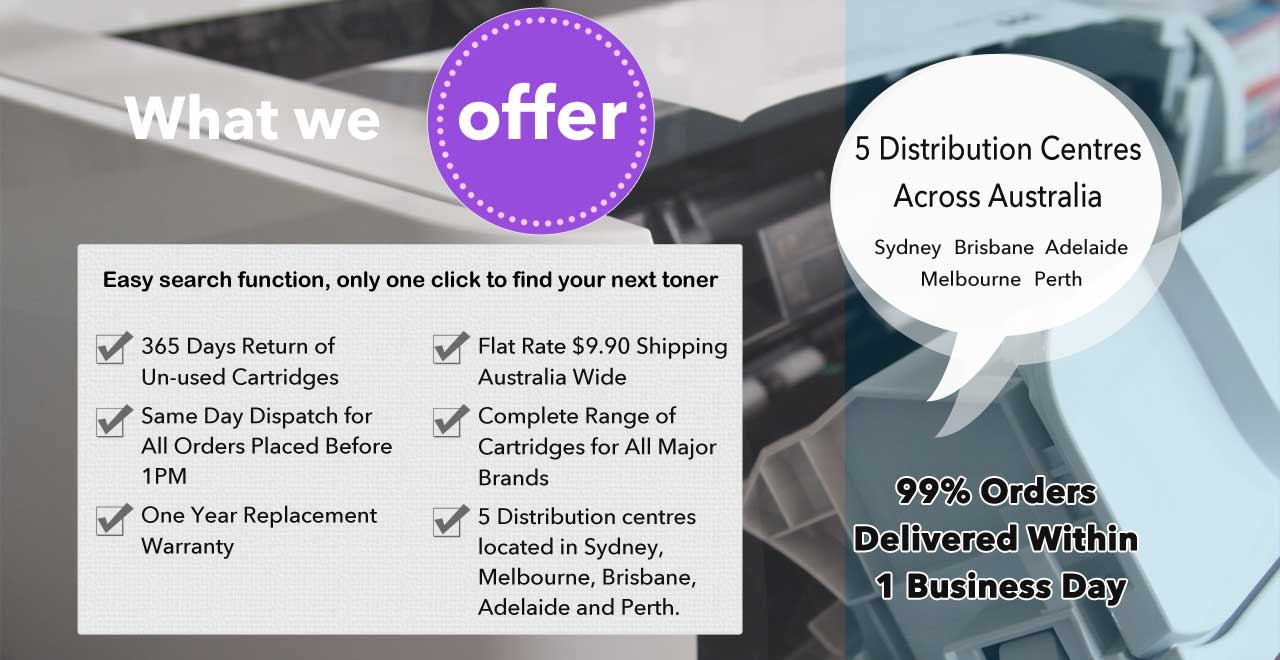 What we offer
Easy search function, only one click to find your next toner
365 Days Return of
Un-used Cartridges
Same Day Dispatch for
All Orders Placed Before
1PM
One Year Replacement
Warranty
Flat Rate $9.90 Shipping
Australia Wide
Complete Range of
Cartridges for All Major
Brands
5 Distribution centres
located in Sydney,
Melbourne, Brisbane,
Adelaide and Perth.
5 Distribution Centres
Across Australia
Sydney Brisbane Adelaide
Melbourne Perth
99% Orders
Delivered Within
1 Business Day